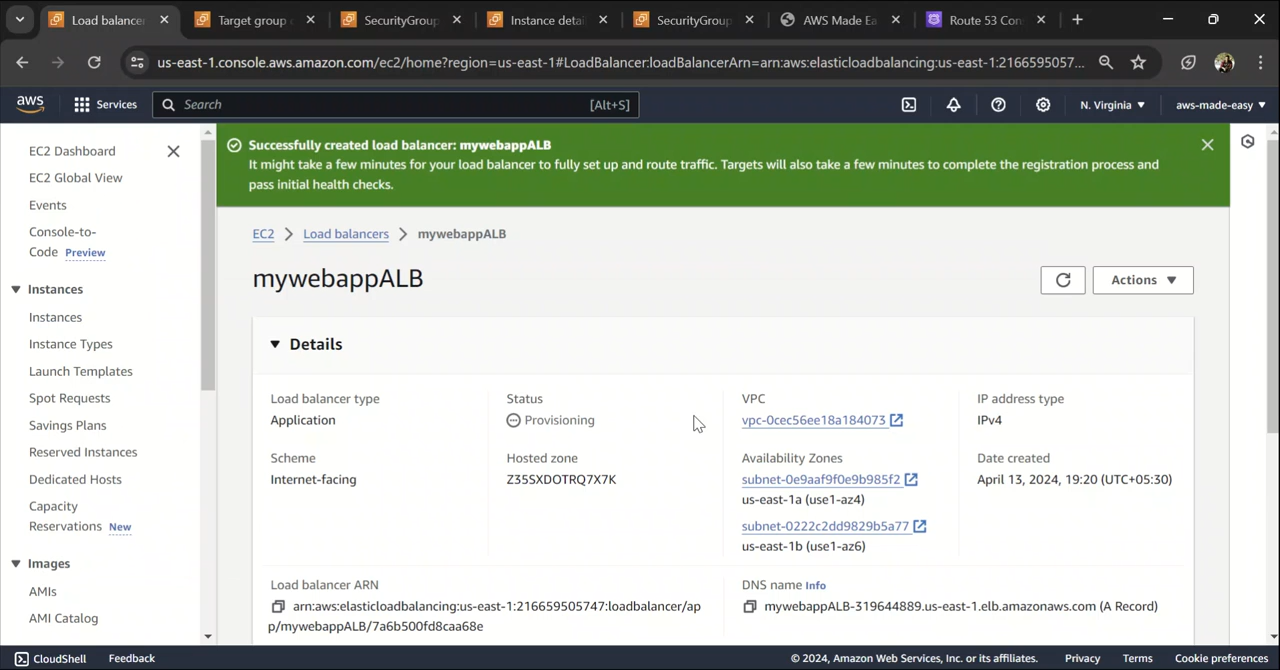 Load balancer
Target group
SecurityGroup
Instance detai
SecurityGroup
AWS Made Ea
Route 53 Con
us-east-1.console.aws.amazon.com/ec2/home?region=us-east-1#LoadBalancer:loadBalancerArn=arn:aws:elasticloadbalancing:us-east-1:2166595057...
aws
Services
Search
[Alt+S]
N. Virginia
aws-made-easy
EC2 Dashboard
EC2 Global View
Events
Console-to-
Code Preview
Instances
Instances
Instance Types
Launch Templates
Spot Requests
Savings Plans
Reserved Instances
Dedicated Hosts
Capacity
Reservations New
Images
AMIs
AMI Catalog
Successfully created load balancer: mywebappALB
It might take a few minutes for your load balancer to fully set up and route traffic. Targets will also take a few minutes to complete the registration process and
pass initial health checks.
EC2 > Load balancers > mywebappALB
mywebappALB
Actions
Details
Load balancer type
Application
Status
Provisioning
VPC
vpc-0cec56ee18a184073
IP address type
IPv4
Scheme
Internet-facing
Hosted zone
Z35SXDOTRQ7X7K
Availability Zones
subnet-0e9aaf9f0e9b985f2
us-east-1a (use1-az4)
subnet-0222c2dd9829b5a77
us-east-1b (use1-az6)
Date created
April 13, 2024, 19:20 (UTC+05:30)
Load balancer ARN
arn:aws:elasticloadbalancing:us-east-1:216659505747:loadbalancer/ap
p/mywebappALB/7a6b500fd8caa68e
DNS name Info
mywebappALB-319644889.us-east-1.elb.amazonaws.com (A Record)
CloudShell
Feedback
© 2024, Amazon Web Services, Inc. or its affiliates.
Privacy
Terms
Cookie preferences